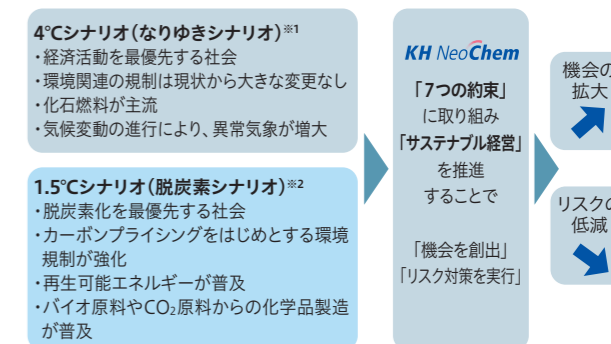 4℃シナリオ（なりゆきシナリオ）※1
・経済活動を最優先する社会
・環境関連の規制は現状から大きな変更なし
・化石燃料が主流
・気候変動の進行により、異常気象が増大
1.5℃シナリオ（脱炭素シナリオ）※2
・脱炭素化を最優先する社会
・カーボンプライシングをはじめとする環境
規制が強化
・再生可能エネルギーが普及
・バイオ原料やCO₂原料からの化学品製造
が普及
KH NeoChem
「7つの約束」
に取り組み
「サステナブル経営」
を推進
することで
「機会を創出」
「リスク対策を実行」
機会の
拡大
リスクの
低減